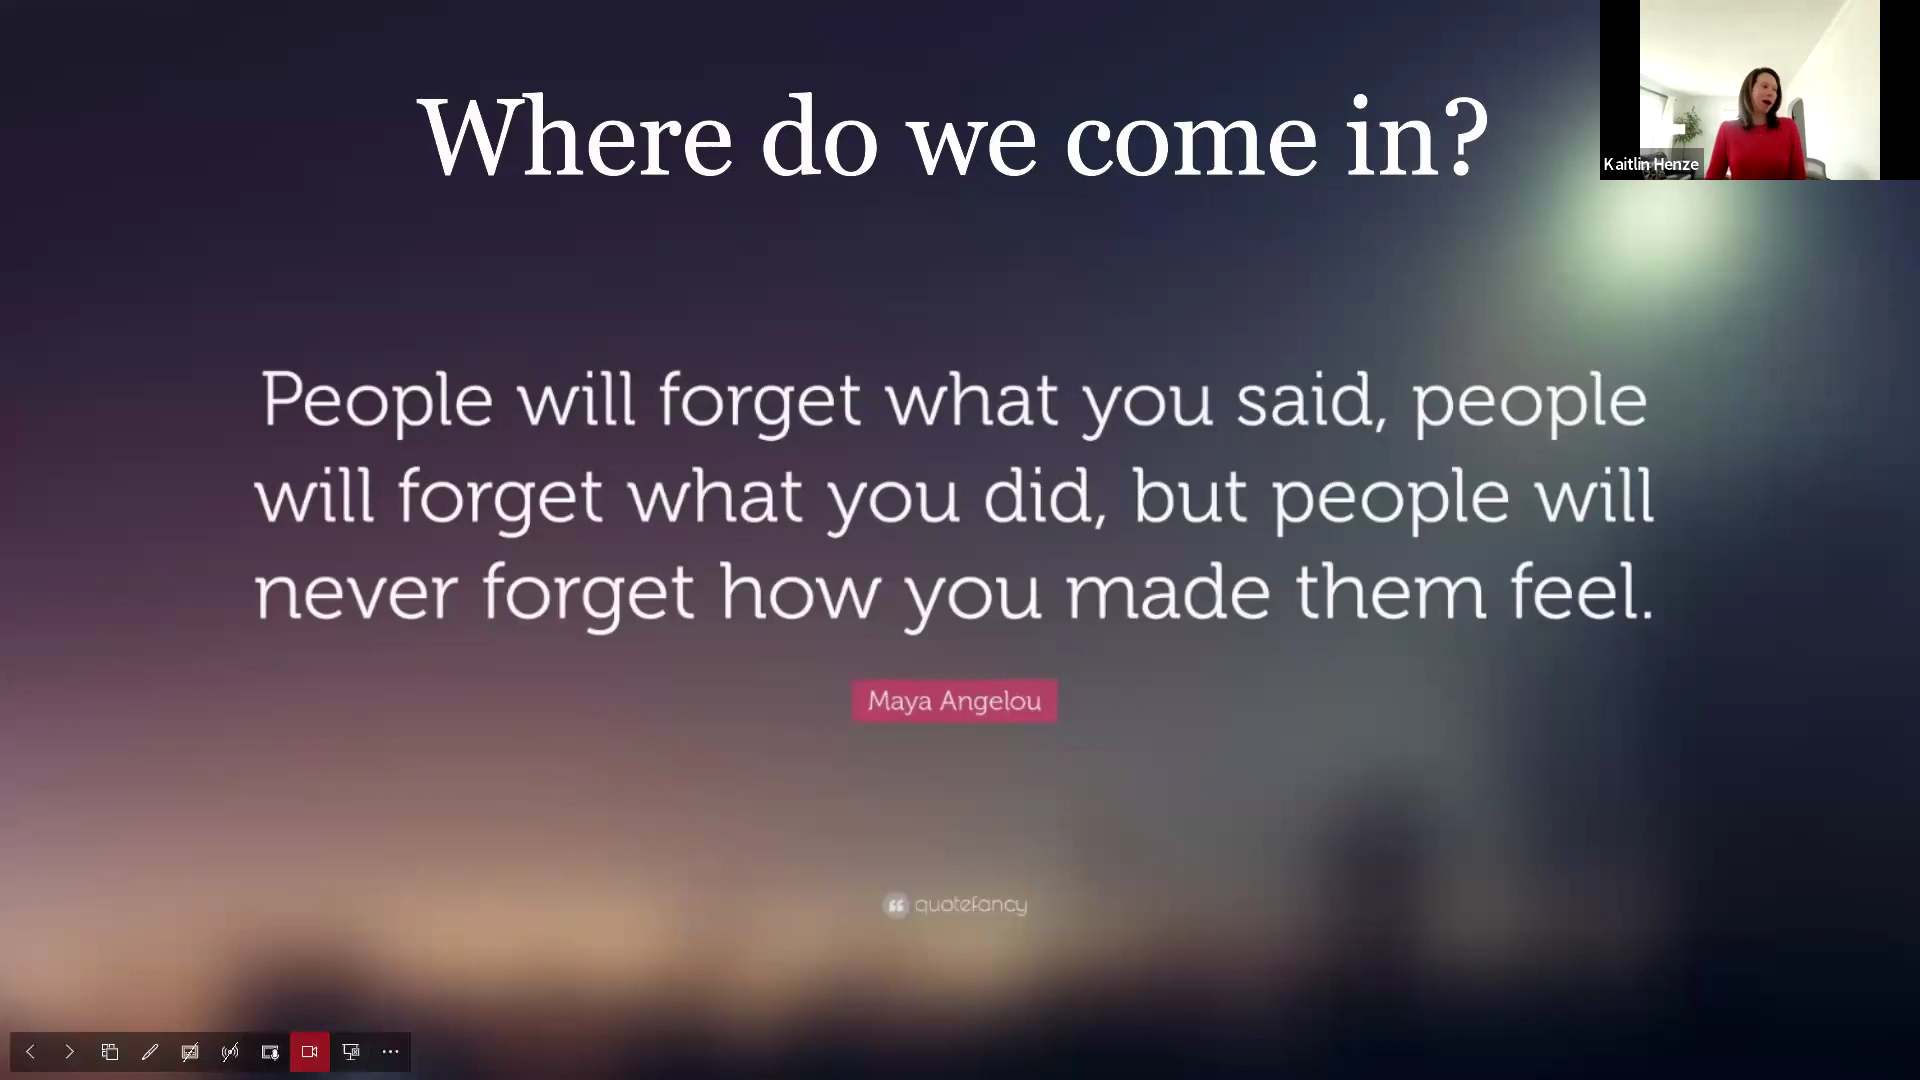 Where do we come in?
Kaitlin Henze
People will forget what you said, people
will forget what you did, but people will
never forget how you made them feel.
Maya Angelou
quotefancy